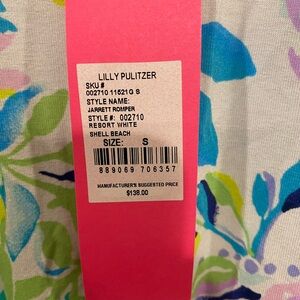 LILLY PULITZER
SKU #
002710 11521G S
STYLE NAME:
JARRETT ROMPER
STYLE #: 002710
RESORT WHITE
SHELL BEACH
SIZE: S
889069 706357
MANUFACTURER'S SUGGESTED PRICE
$138.00